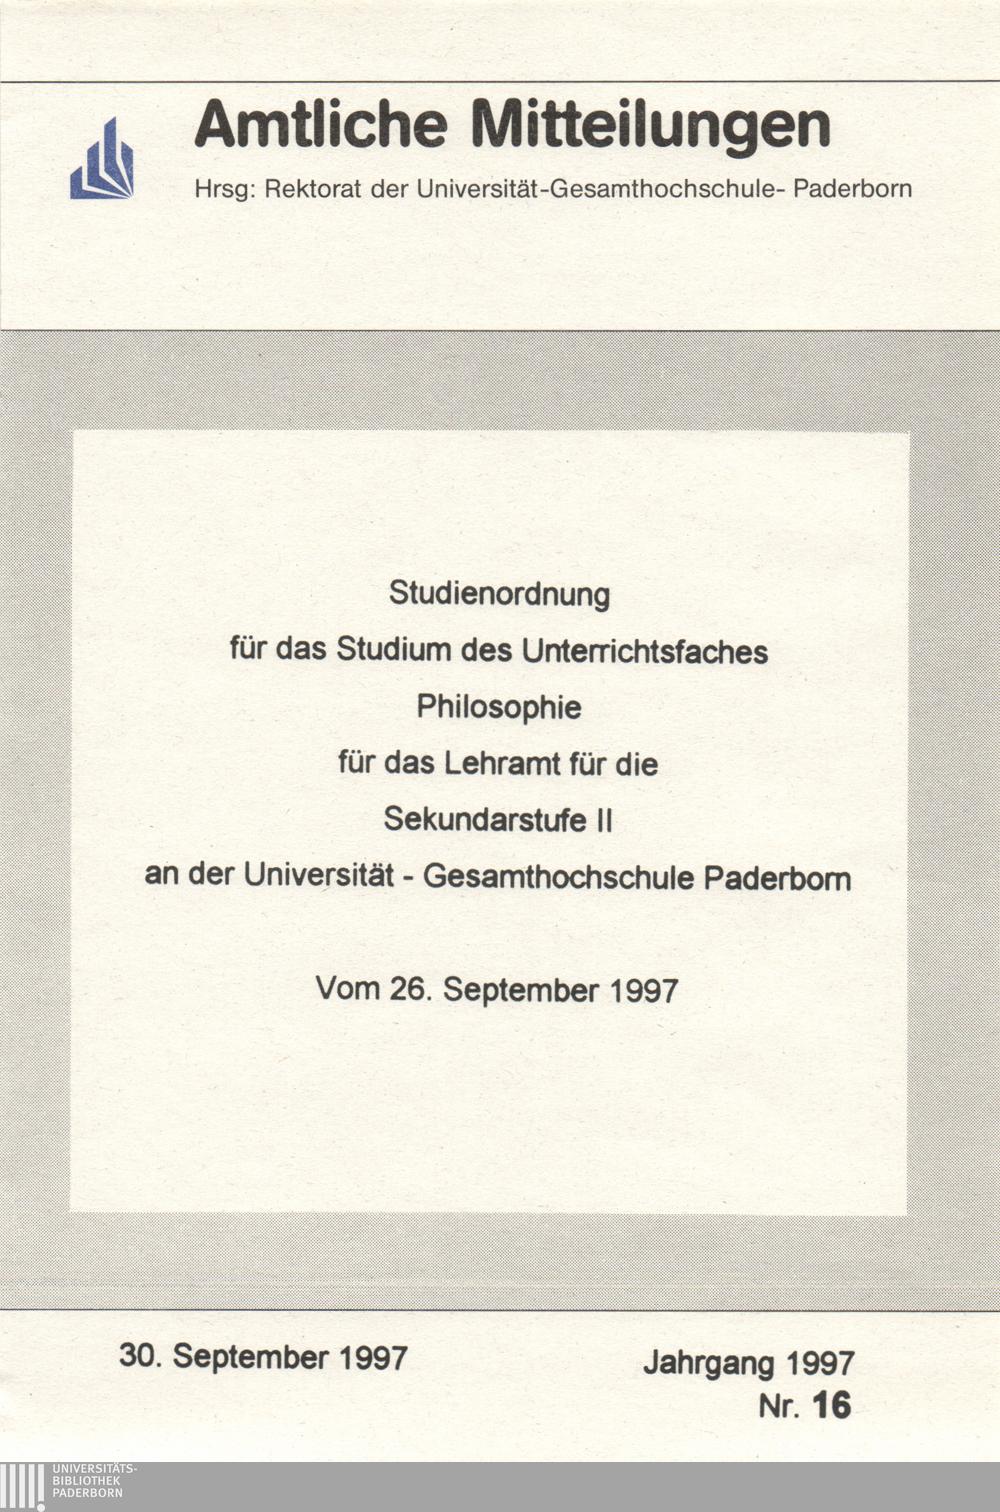 Amtliche Mitteilungen
Hrsg: Rektorat der Universität-Gesamthochschule- Paderborn
Studienordnung
für das Studium des Unterrichtsfaches
Philosophie
für das Lehramt für die
Sekundarstufe II
an der Universität - Gesamthochschule Paderborn
Vom 26. September 1997
30. September 1997
Jahrgang 1997
Nr. 16
UNIVERSITÄTS-
BIBLIOTHEK
PADERBORN